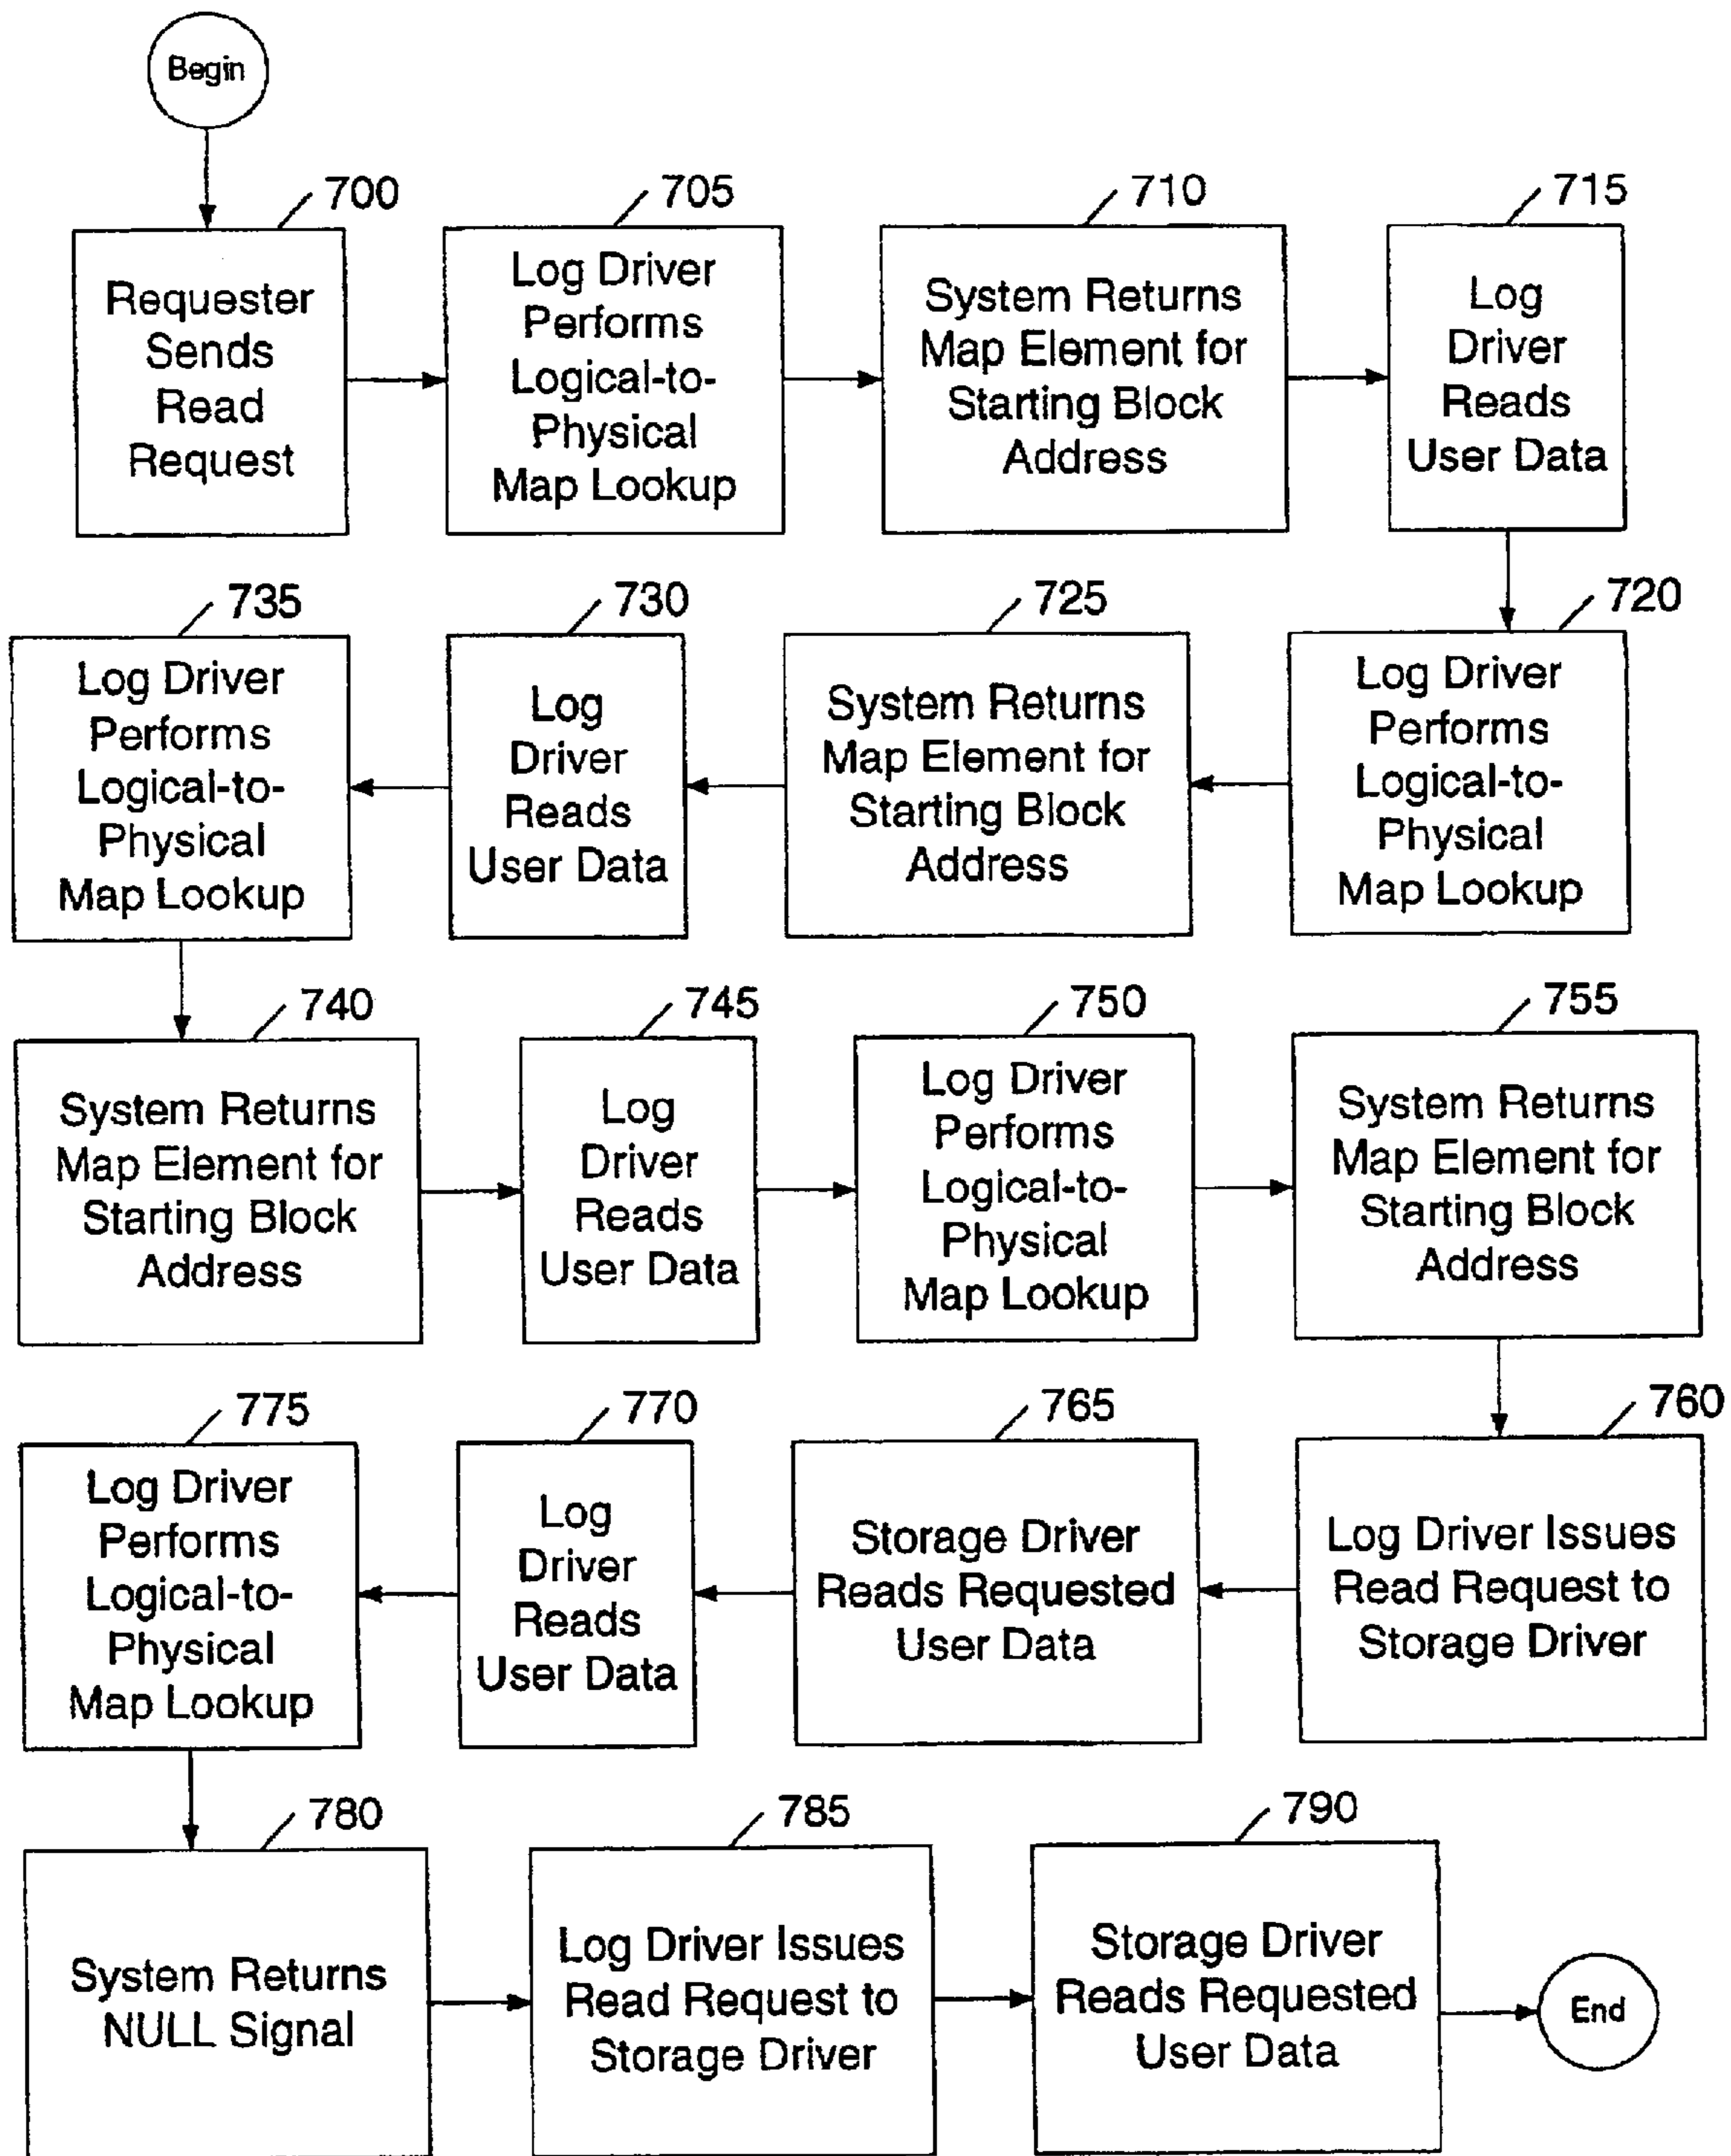 Begin
700
Requester
Sends
Read
Request
705
Log Driver
Performs
Logical-to-
Physical
Map Lookup
710
System Returns
Map Element for
Starting Block
Address
715
Log
Driver
Reads
User Data
720
Log Driver
Performs
Logical-to-
Physical
Map Lookup
725
System Returns
Map Element for
Starting Block
Address
730
Log
Driver
Reads
User Data
735
Log Driver
Performs
Logical-to-
Physical
Map Lookup
740
System Returns
Map Element for
Starting Block
Address
745
Log
Driver
Reads
User Data
750
Log Driver
Performs
Logical-to-
Physical
Map Lookup
755
System Returns
Map Element for
Starting Block
Address
760
Log Driver Issues
Read Request to
Storage Driver
765
Storage Driver
Reads Requested
User Data
770
Log
Driver
Reads
User Data
775
Log Driver
Performs
Logical-to-
Physical
Map Lookup
780
System Returns
NULL Signal
785
Log Driver Issues
Read Request to
Storage Driver
790
Storage Driver
Reads Requested
User Data
End